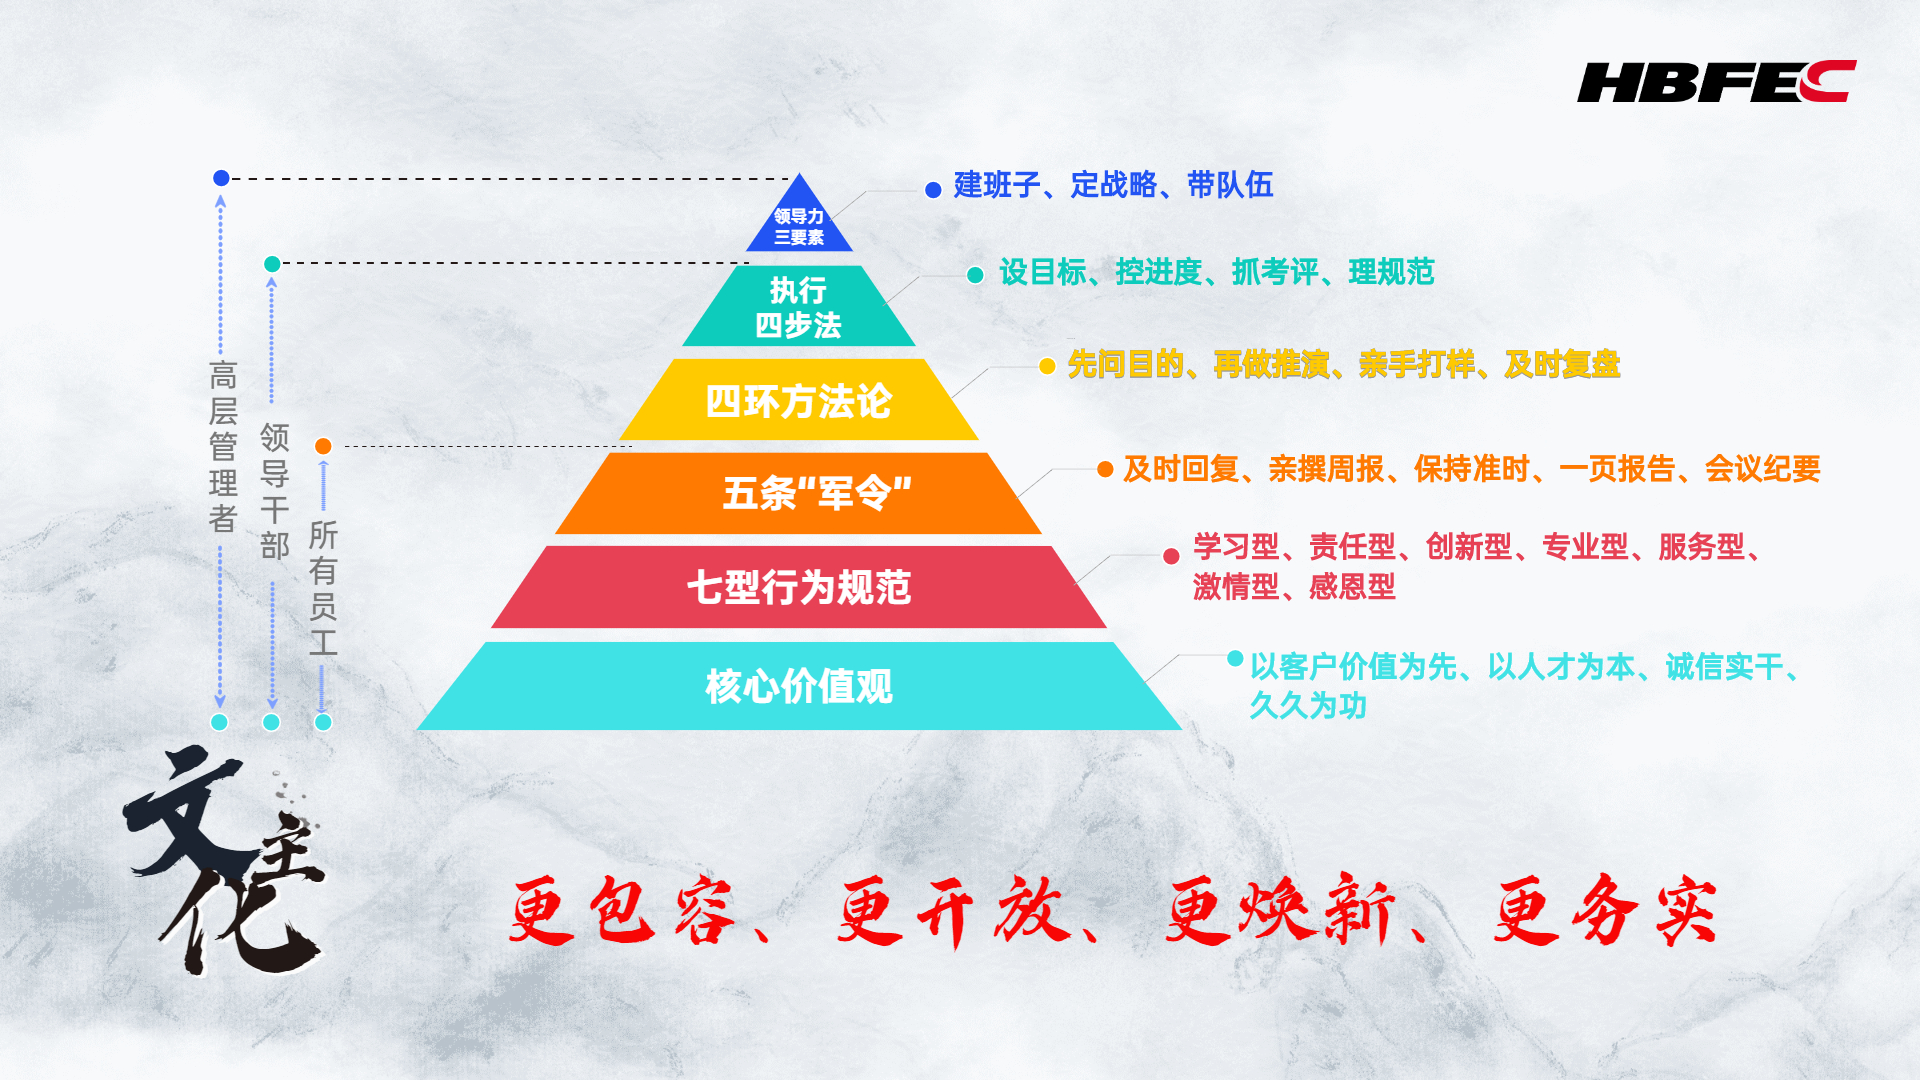 HBFEC
领导力
三要素
建班子、定战略、带队伍
执行
四步法
设目标、控进度、抓考评、理规范
四环方法论
先问目的、再做推演、亲手打样、及时复盘
五条“军令”
及时回复、亲撰周报、保持准时、一页报告、会议纪要
七型行为规范
学习型、责任型、创新型、专业型、服务型、
激情型、感恩型
核心价值观
以客户价值为先、以人才为本、诚信实干、
久久为功
高层管理者
领导干部
所有员工
文化主
更包容、更开放、更焕新、更务实